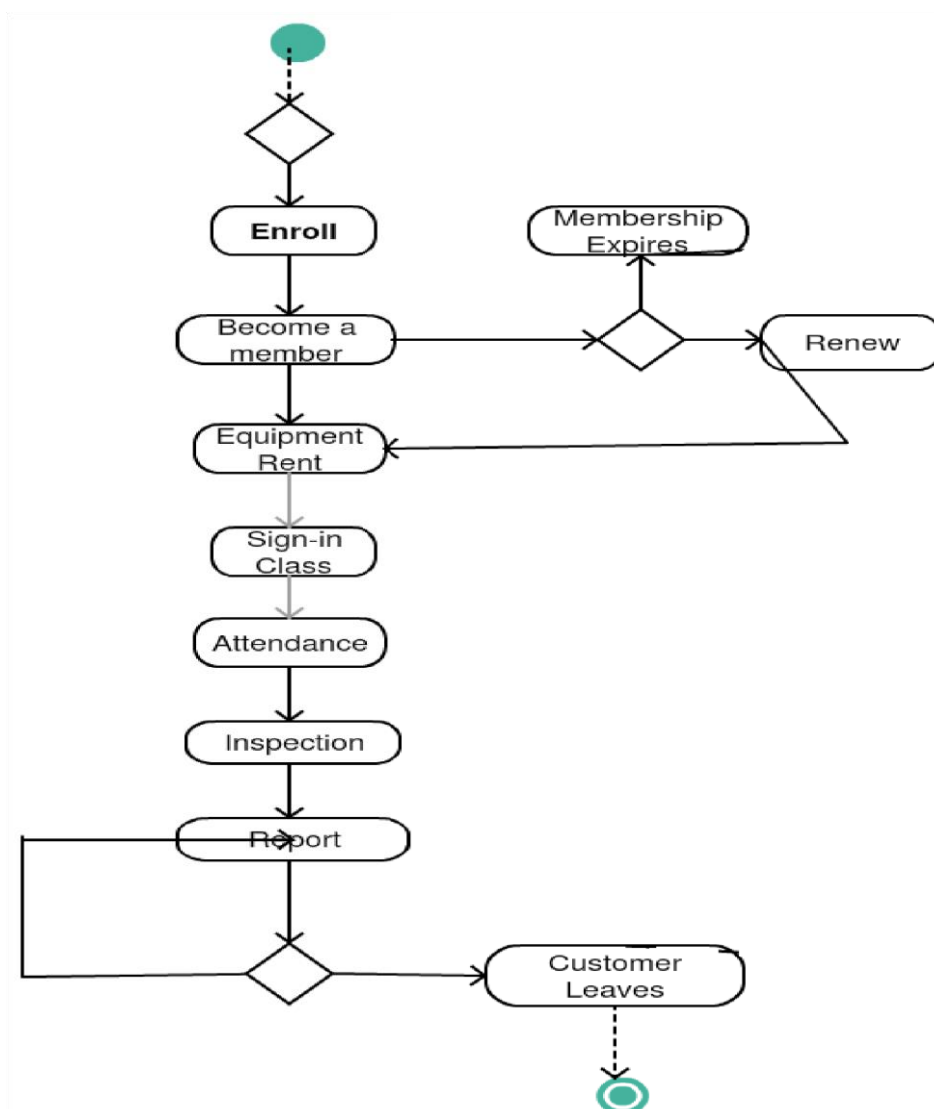 Enroll
Membership
Expires
Become a
member
Renew
Equipment
Rent
Sign-in
Class
Attendance
Inspection
Report
Customer
Leaves